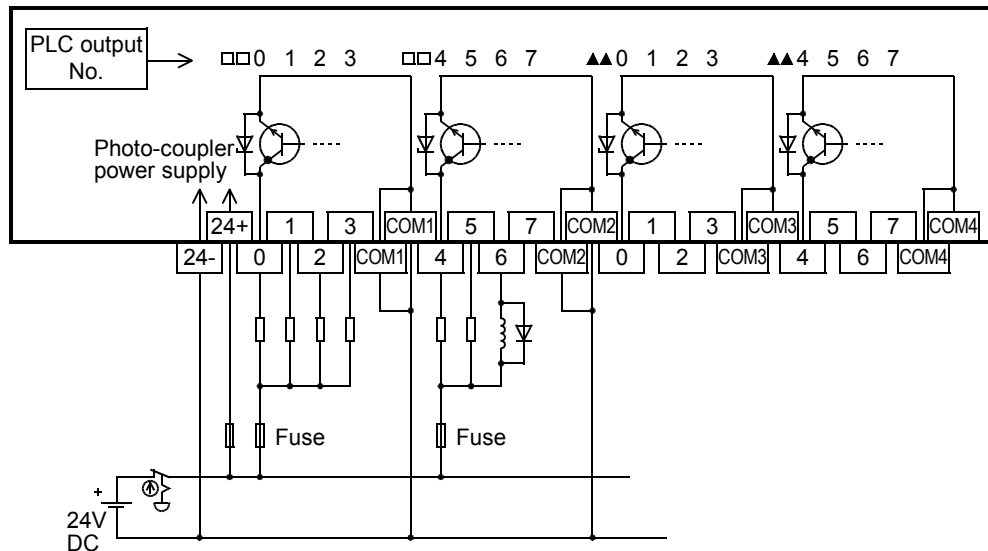 PLC output
No.
□□0 1 2 3 □□4 5 6 7 ▲▲0 1 2 3 ▲▲4 5 6 7
Photo-coupler
power supply
24+ 1 3 COM1 5 7 COM2 1 3 COM3 5 7 COM4
24- 0 2 COM1 4 6 COM2 0 2 COM3 4 6 COM4
Fuse Fuse
+
24V
DC